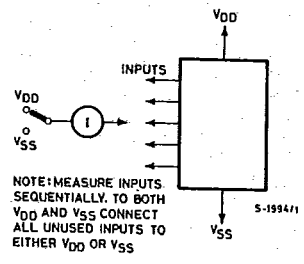 VDD
INPUTS
VDD
I
VSS
NOTE: MEASURE INPUTS
SEQUENTIALLY. TO BOTH
VDD AND VSS CONNECT
ALL UNUSED INPUTS TO
EITHER VDD OR VSS
S-1994/1
VSS